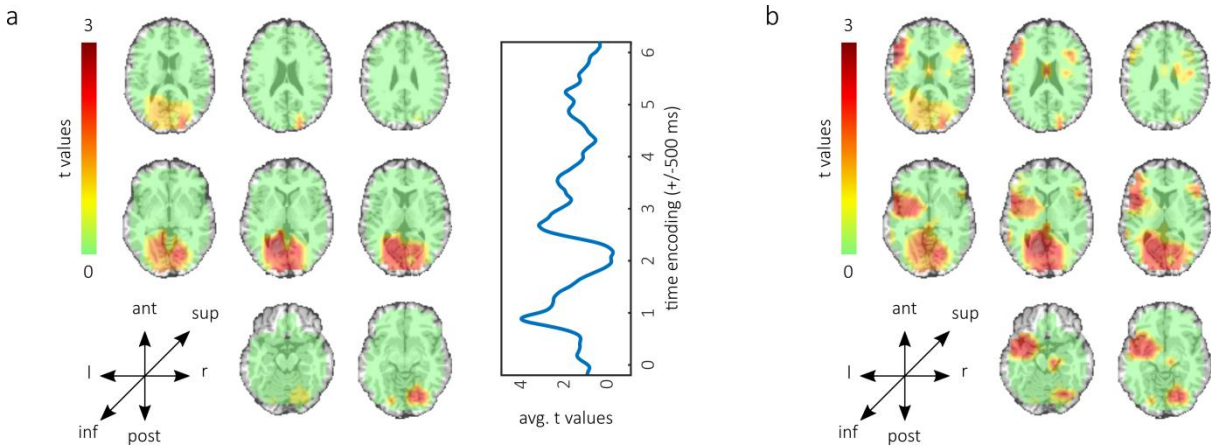 a
3
t values
0
ant
sup
l
r
inf
post
6
5
4
3
2
1
0
time encoding (+/-500 ms)
4
2
0
avg. t values
b
3
t values
0
ant
sup
l
r
inf
post